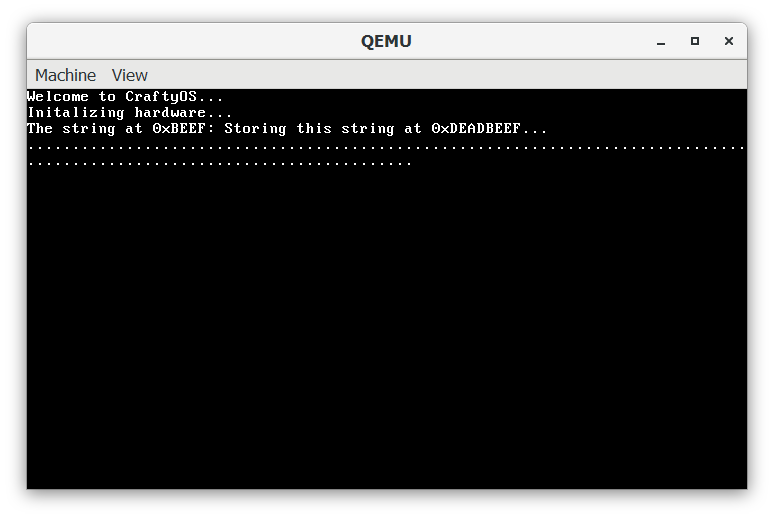 QEMU
Machine View
Welcome to CraftyOS...
Initalizing hardware...
The string at 0xBEEF: Storing this string at 0xDEADBEEF...
................................................................................
...........................................